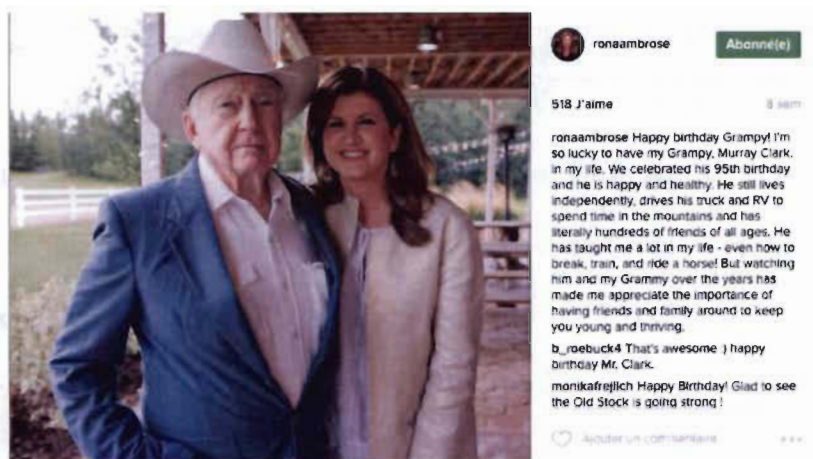 ronaambrose
Abonné(e)
518 J'aime
8 sem
ronaambrose Happy birthday Grampy! I'm
so lucky to have my Grampy, Murray Clark,
in my life. We celebrated his 95th birthday
and he is happy and healthy. He still lives
independently, drives his truck and RV to
spend time in the mountains and has
literally hundreds of friends of all ages. He
has taught me a lot in my life - even how to
break, train, and ride a horse! But watching
him and my Grammy over the years has
made me appreciate the importance of
having friends and family around to keep
you young and thriving.
b_roebuck4 That's awesome :) happy
birthday Mr. Clark.
monikafrejlich Happy Birthday! Glad to see
the Old Stock is going strong !
Ajouter un commentaire